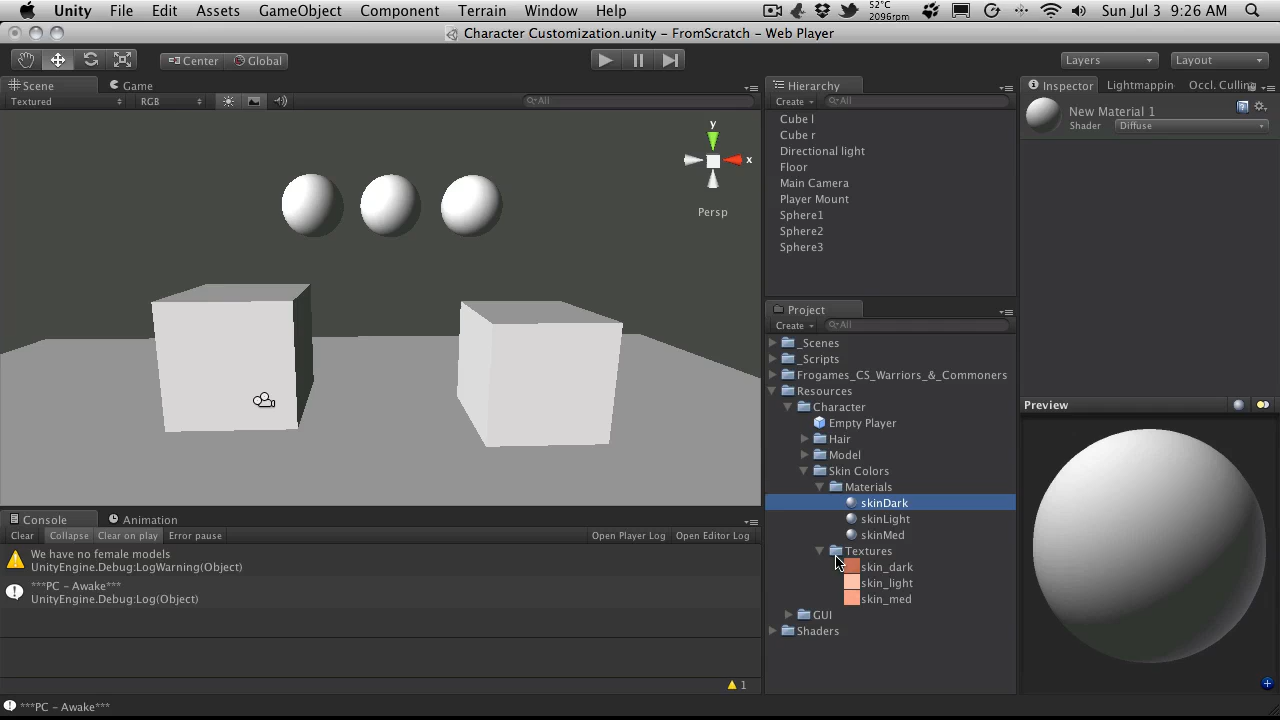 Unity File Edit Assets GameObject Component Terrain Window Help 52°C 2096rpm Sun Jul 3 9:26 AM
Character Customization.unity – FromScratch – Web Player
Center Global Layers Layout
Scene Game
Textured RGB All
y
x
Persp
Hierarchy
Create All
Cube l
Cube r
Directional light
Floor
Main Camera
Player Mount
Sphere1
Sphere2
Sphere3
Project
Create All
_Scenes
_Scripts
Frogames_CS_Warriors_&_Commoners
Resources
Character
Empty Player
Hair
Model
Skin Colors
Materials
skinDark
skinLight
skinMed
Textures
skin_dark
skin_light
skin_med
GUI
Shaders
Inspector Lightmappin Occl. Culling
New Material 1
Shader Diffuse
Preview
Console Animation
Clear Collapse Clear on play Error pause Open Player Log Open Editor Log
We have no female models
UnityEngine.Debug:LogWarning(Object)
***PC - Awake***
UnityEngine.Debug:Log(Object)
1
***PC - Awake***